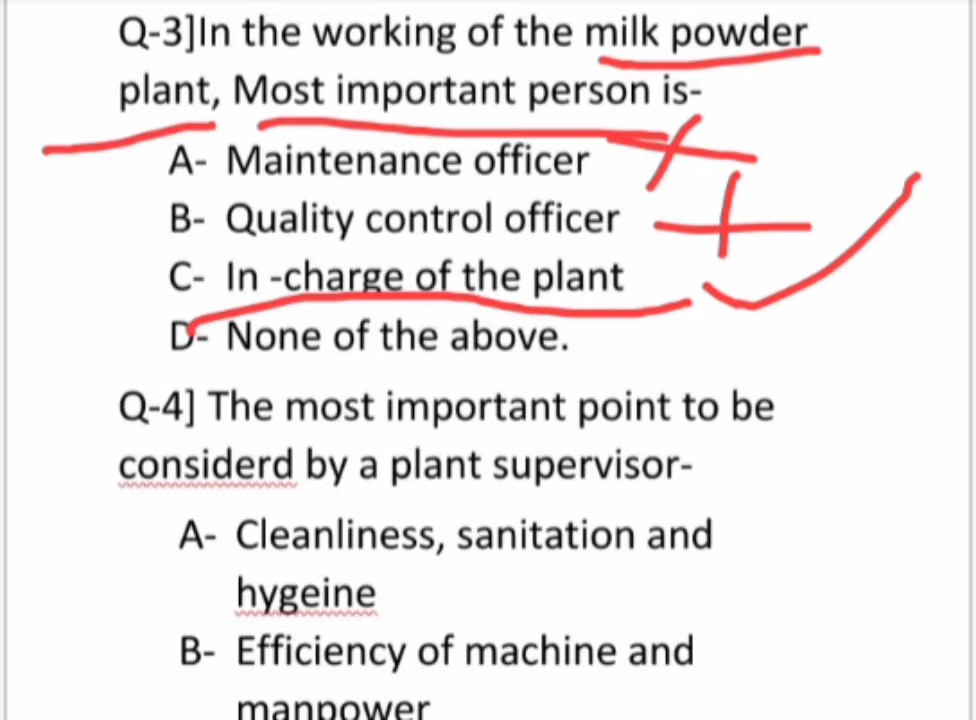 Q-3]In the working of the milk powder
plant, Most important person is-
A- Maintenance officer
B- Quality control officer
C- In -charge of the plant
D- None of the above.
Q-4] The most important point to be
considerd by a plant supervisor-
A- Cleanliness, sanitation and
hygeine
B- Efficiency of machine and
manpower